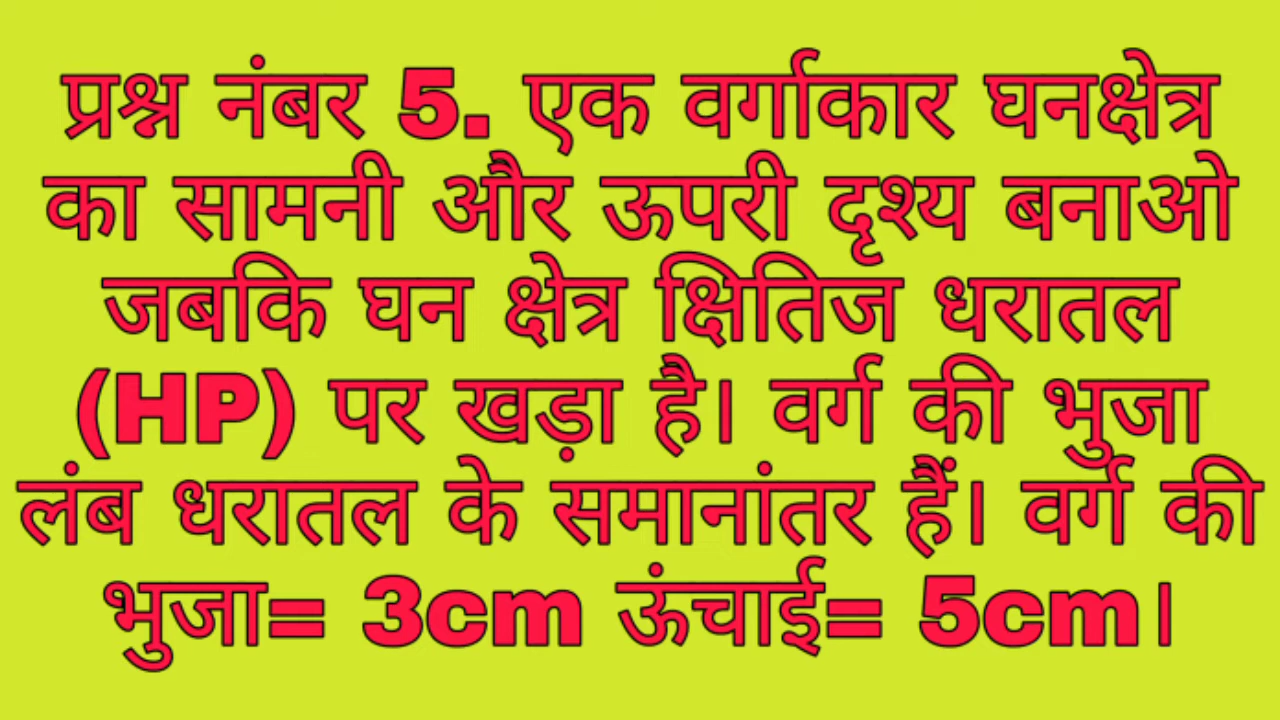 प्रश्न नंबर 5. एक वर्गाकार घनक्षेत्र
का सामनी और ऊपरी दृश्य बनाओ
जबकि घन क्षेत्र क्षितिज धरातल
(HP) पर खड़ा है। वर्ग की भुजा
लंब धरातल के समानांतर हैं। वर्ग की
भुजा= 3cm ऊंचाई= 5cm।